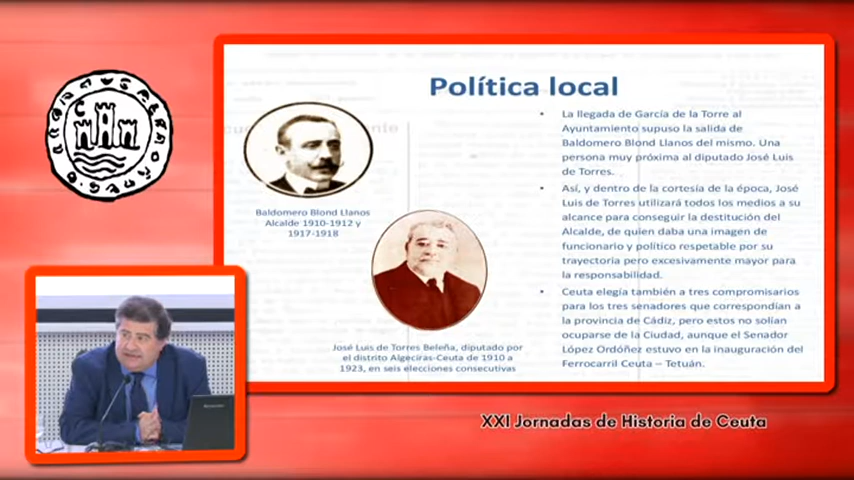 Política local
• La llegada de García de la Torre al
Ayuntamiento supuso la salida de
Baldomero Blond Llanos del mismo. Una
persona muy próxima al diputado José Luis
de Torres.
• Así, y dentro de la cortesía de la época, José
Luis de Torres utilizará todos los medios a su
alcance para conseguir la destitución del
Alcalde, de quien daba una imagen de
funcionario y político respetable por su
trayectoria pero excesivamente mayor para
la responsabilidad.
• Ceuta elegía también a tres compromisarios
para los tres senadores que correspondían a
la provincia de Cádiz, pero estos no solían
ocuparse de la Ciudad, aunque el Senador
López Ordóñez estuvo en la inauguración del
Ferrocarril Ceuta – Tetuán.
Baldomero Blond Llanos
Alcalde 1910-1912 y
1917-1918
José Luis de Torres Beleña, diputado por
el distrito Algeciras-Ceuta de 1910 a
1923, en seis elecciones consecutivas
XXI Jornadas de Historia de Ceuta